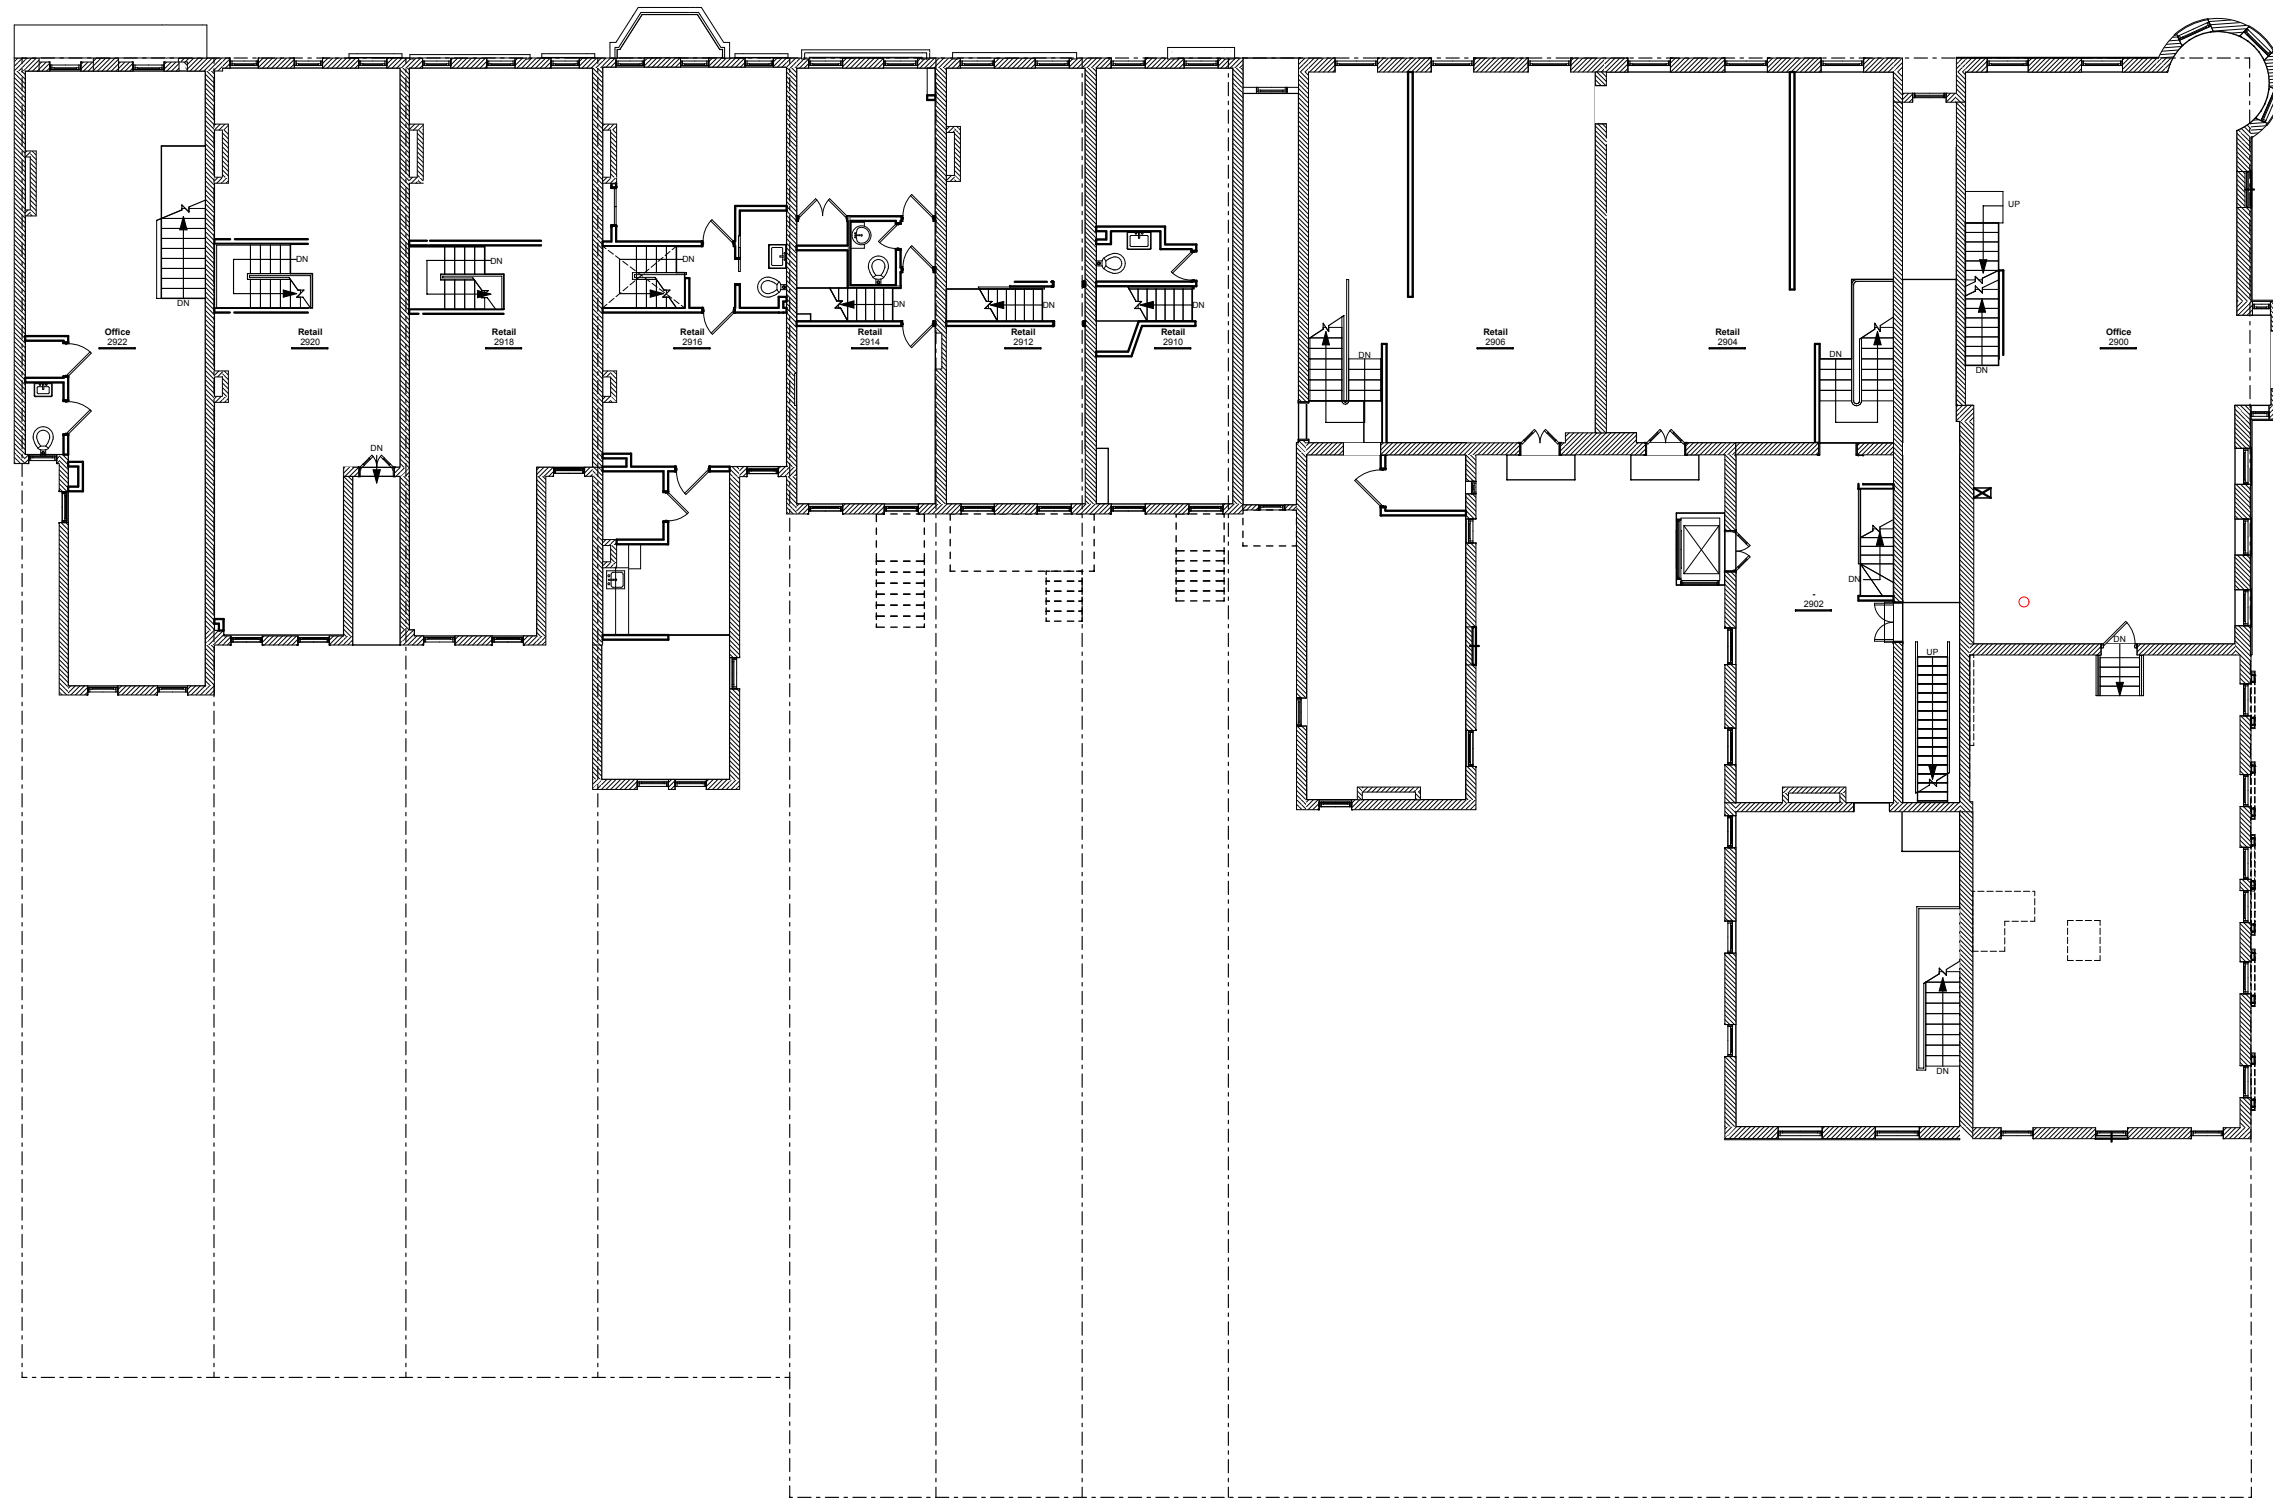 UP
DN
DN
DN
DN
DN
DN
DN
DN
DN
DN
Office
2922
Retail
2920
Retail
2918
Retail
2916
Retail
2914
Retail
2912
Retail
2910
Retail
2906
Retail
2904
Office
2900
DN
DN
DN
-
2902
DN
UP
DN